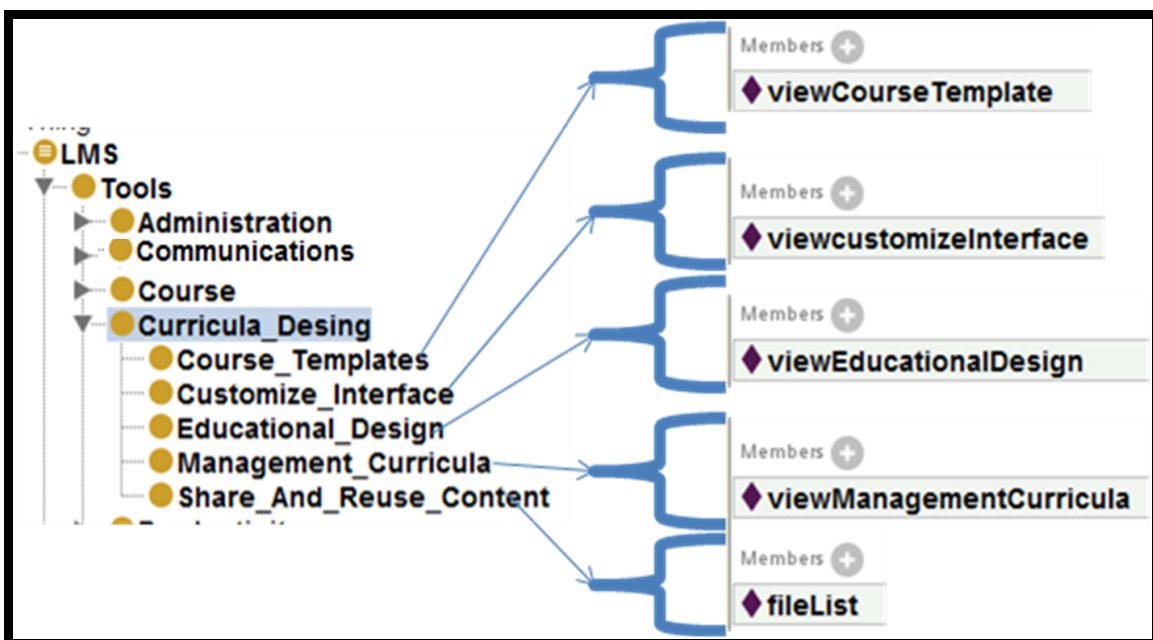 LMS
Tools
Administration
Communications
Course
Curricula_Desing
Course_Templates
Customize_Interface
Educational_Design
Management_Curricula
Share_And_Reuse_Content
Members
viewCourseTemplate
Members
viewcustomizeInterface
Members
viewEducationalDesign
Members
viewManagementCurricula
Members
fileList